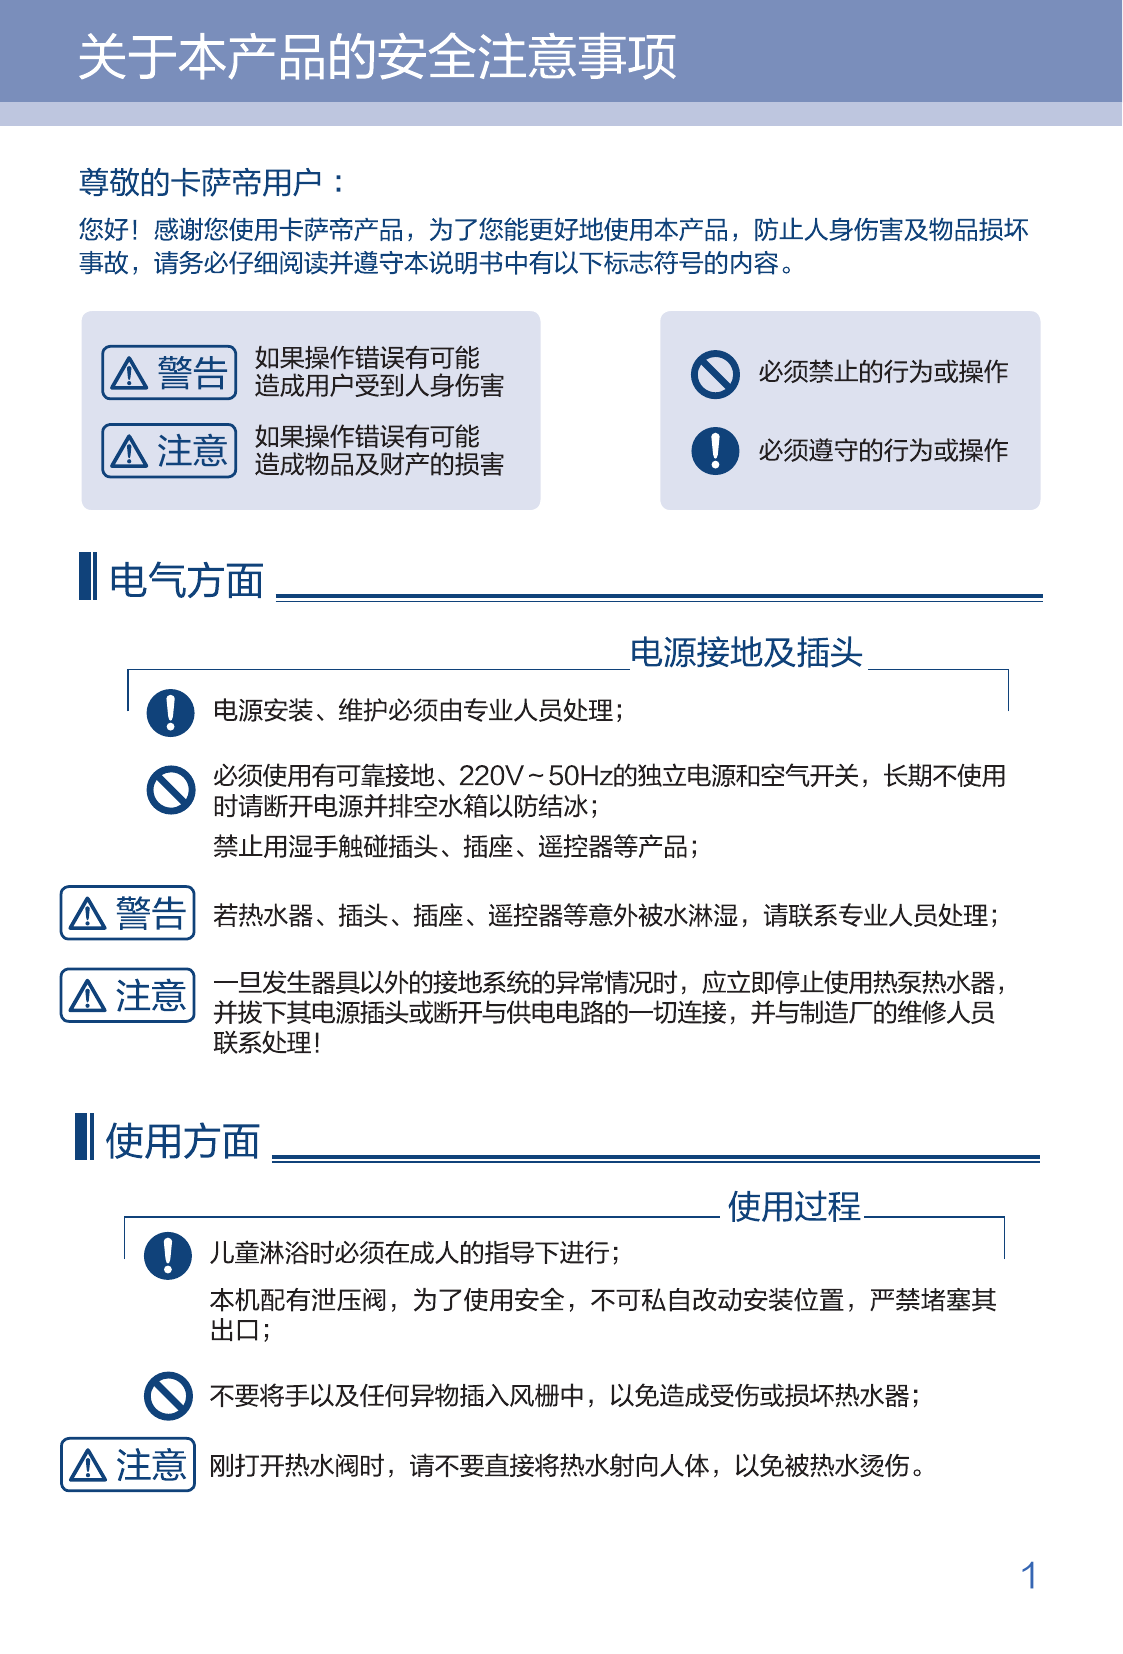 关于本产品的安全注意事项
尊敬的卡萨帝用户：
您好！感谢您使用卡萨帝产品，为了您能更好地使用本产品，防止人身伤害及物品损坏
事故，请务必仔细阅读并遵守本说明书中有以下标志符号的内容。
警告
如果操作错误有可能
造成用户受到人身伤害
注意
如果操作错误有可能
造成物品及财产的损害
必须禁止的行为或操作
必须遵守的行为或操作
电气方面
电源接地及插头
电源安装、维护必须由专业人员处理；
必须使用有可靠接地、220V～50Hz的独立电源和空气开关，长期不使用
时请断开电源并排空水箱以防结冰；
禁止用湿手触碰插头、插座、遥控器等产品；
警告
若热水器、插头、插座、遥控器等意外被水淋湿，请联系专业人员处理；
注意
一旦发生器具以外的接地系统的异常情况时，应立即停止使用热泵热水器，
并拔下其电源插头或断开与供电电路的一切连接，并与制造厂的维修人员
联系处理！
使用方面
使用过程
儿童淋浴时必须在成人的指导下进行；
本机配有泄压阀，为了使用安全，不可私自改动安装位置，严禁堵塞其
出口；
不要将手以及任何异物插入风栅中，以免造成受伤或损坏热水器；
注意
刚打开热水阀时，请不要直接将热水射向人体，以免被热水烫伤。
1